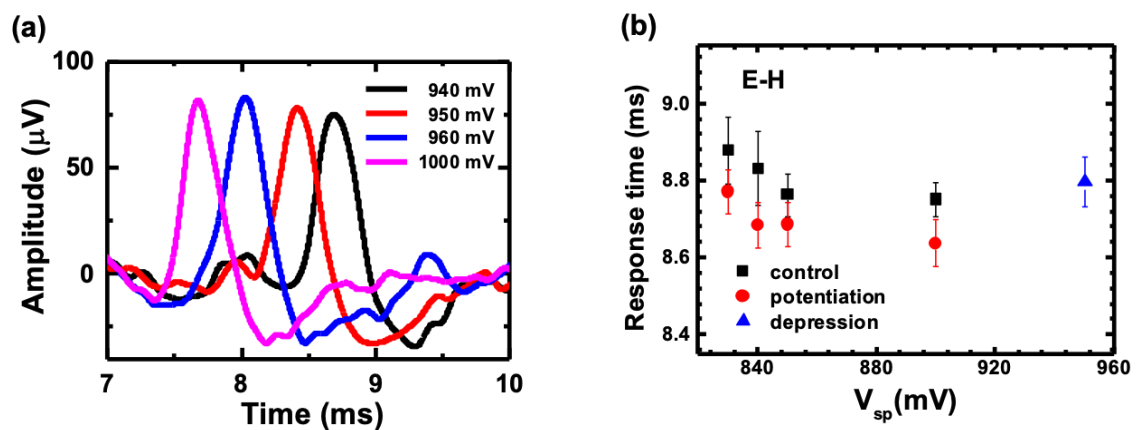 (a)
100
50
0
Amplitude (μV)
940 mV
950 mV
960 mV
1000 mV
7
8
9
10
Time (ms)
(b)
E-H
9.0
8.8
8.6
8.4
Response time (ms)
control
potentiation
depression
840
880
920
960
Vsp(mV)